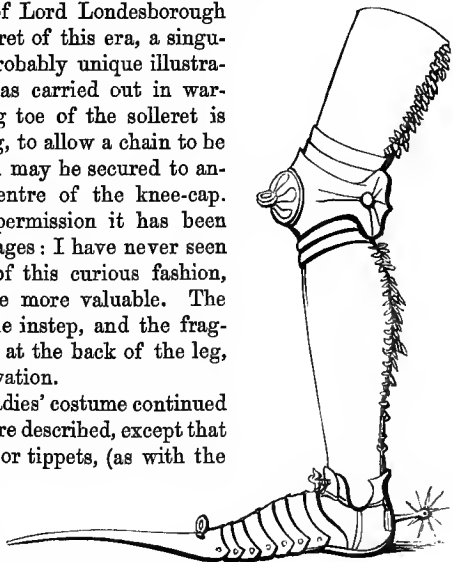 f Lord Londesborough
ret of this era, a singu-
robably unique illustra-
as carried out in war-
g toe of the solleret is
g, to allow a chain to be
may be secured to an-
entre of the knee-cap.
permission it has been
ages: I have never seen
of this curious fashion,
e more valuable. The
e instep, and the frag-
at the back of the leg,
vation.
dies' costume continued
re described, except that
or tippets, (as with the